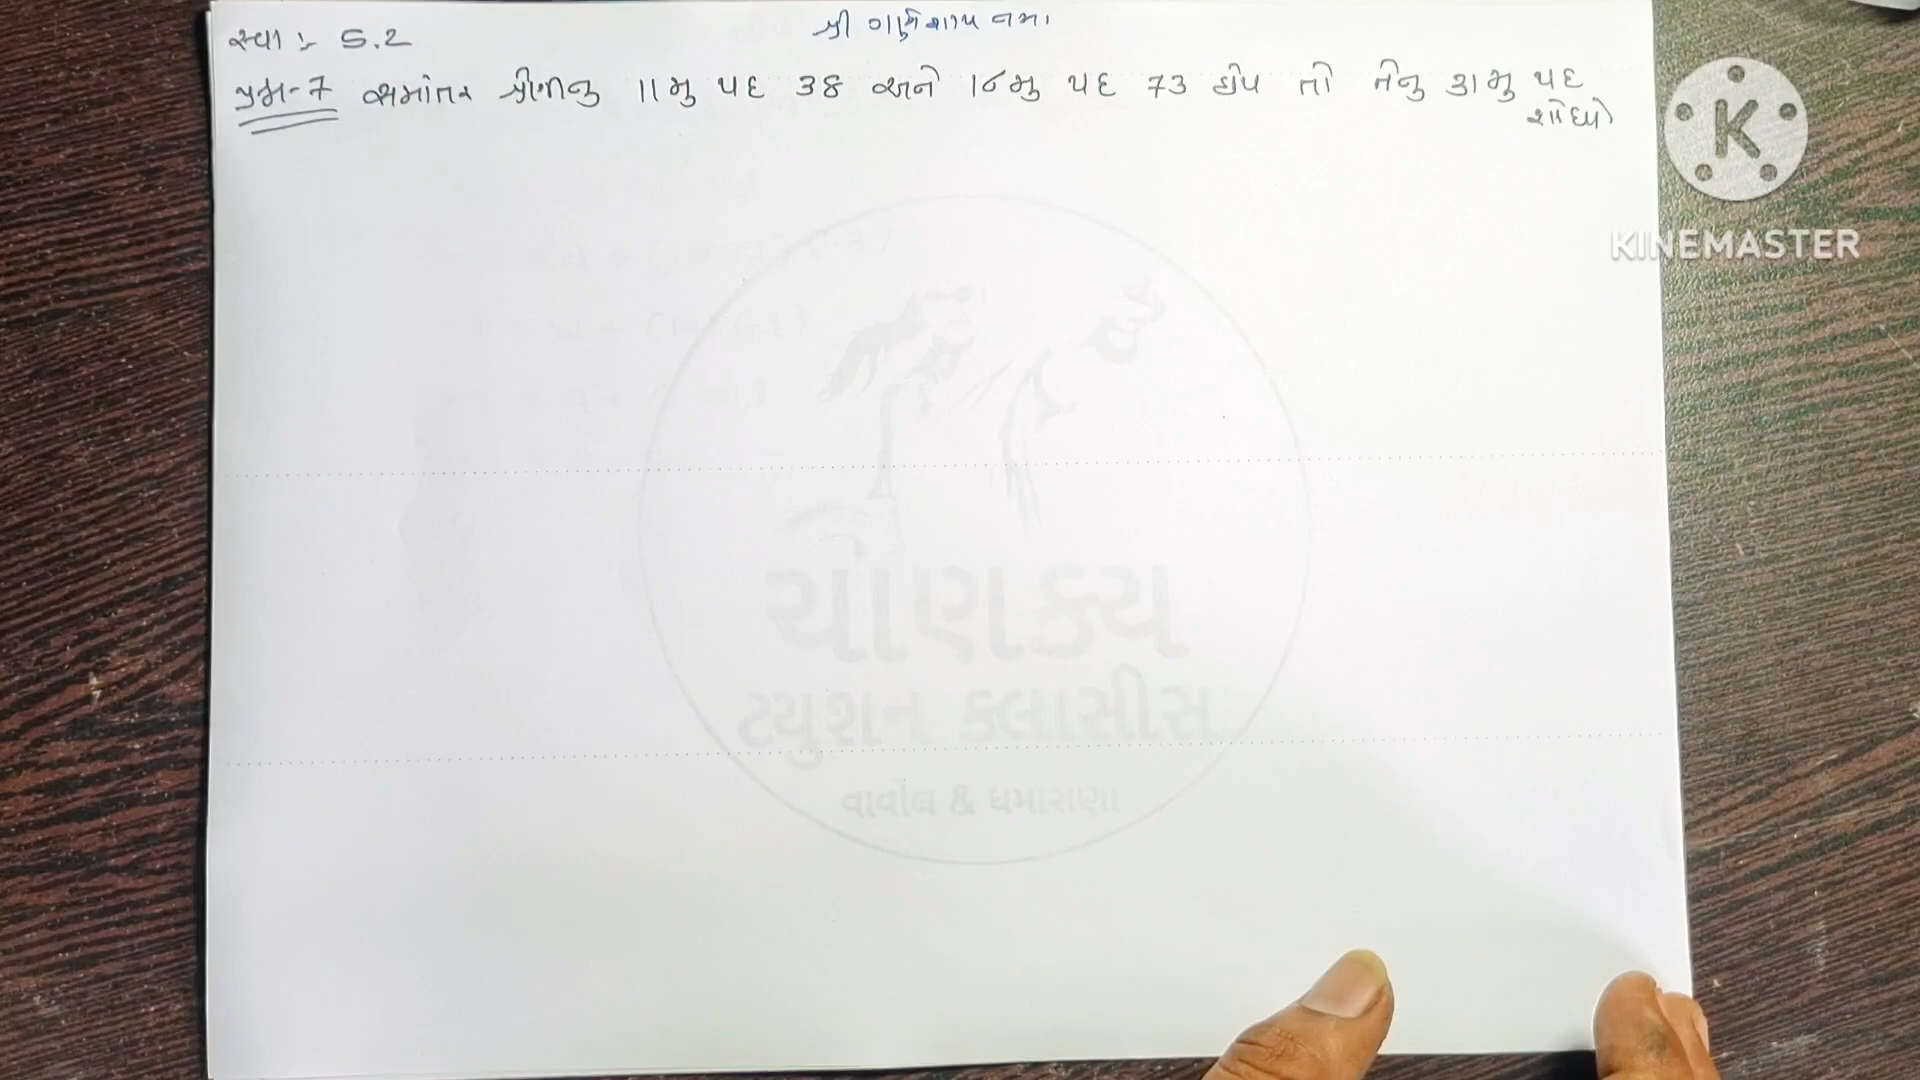 શ્રી ગણેશાય નમઃ
સ્વા :- 5.2
પ્રશ્ન-7 સમાંતર શ્રેણીનુ 11મુ પદ 38 અને 16મુ પદ 73 હોય તો તેનુ 31મુ પદ
શોધો
KINEMASTER
ચાણક્ય
ટ્યુશન ક્લાસીસ
વાવોલ & ધમાસણા